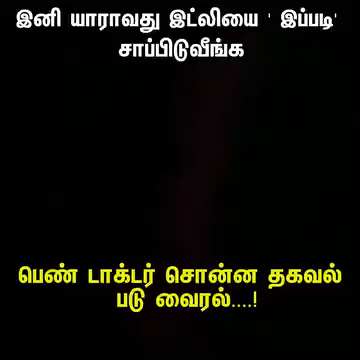 இனி யாராவது இட்லியை ' இப்படி'
சாப்பிடுவீங்க
பெண் டாக்டர் சொன்ன தகவல்
படு வைரல்....!